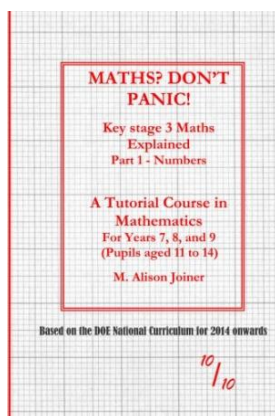 MATHS? DON'T
PANIC!
Key stage 3 Maths
Explained
Part 1 - Numbers
A Tutorial Course in
Mathematics
For Years 7, 8, and 9
(Pupils aged 11 to 14)
M. Alison Joiner
Based on the DOE National Curriculum for 2014 onwards
10/10